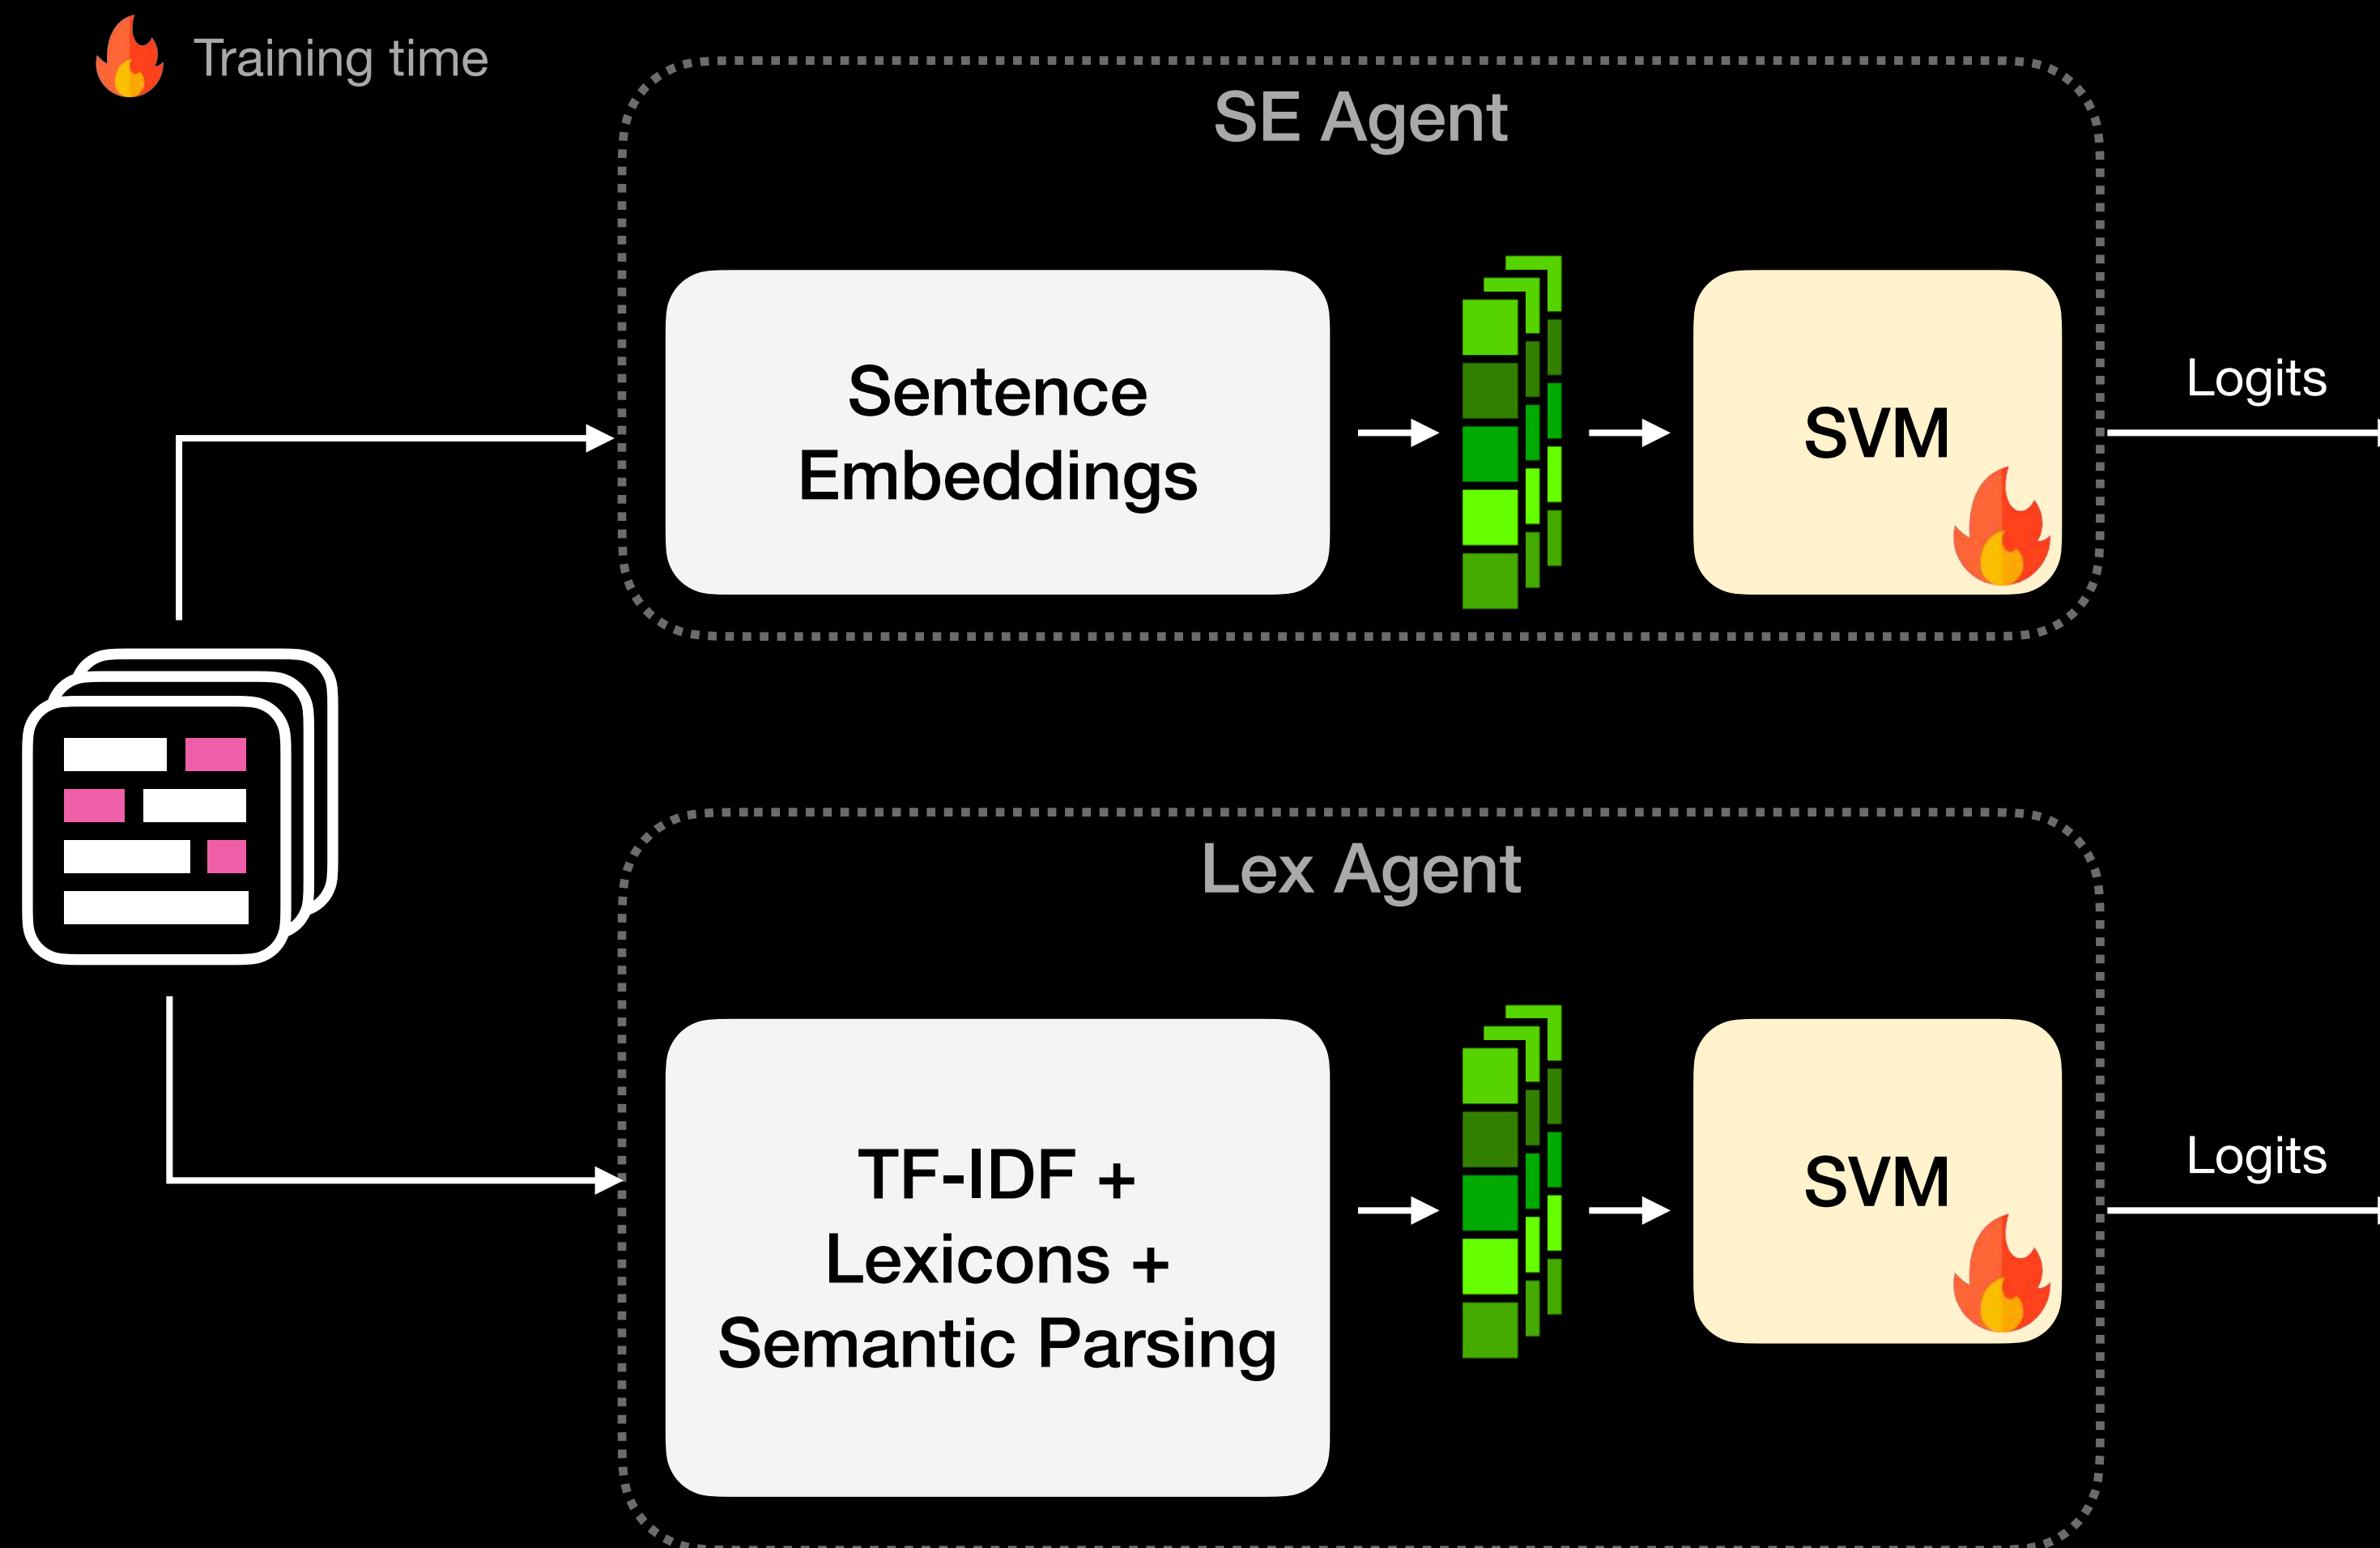 Training time
SE Agent
Sentence
Embeddings
SVM
Logits
Lex Agent
TF-IDF +
Lexicons +
Semantic Parsing
SVM
Logits